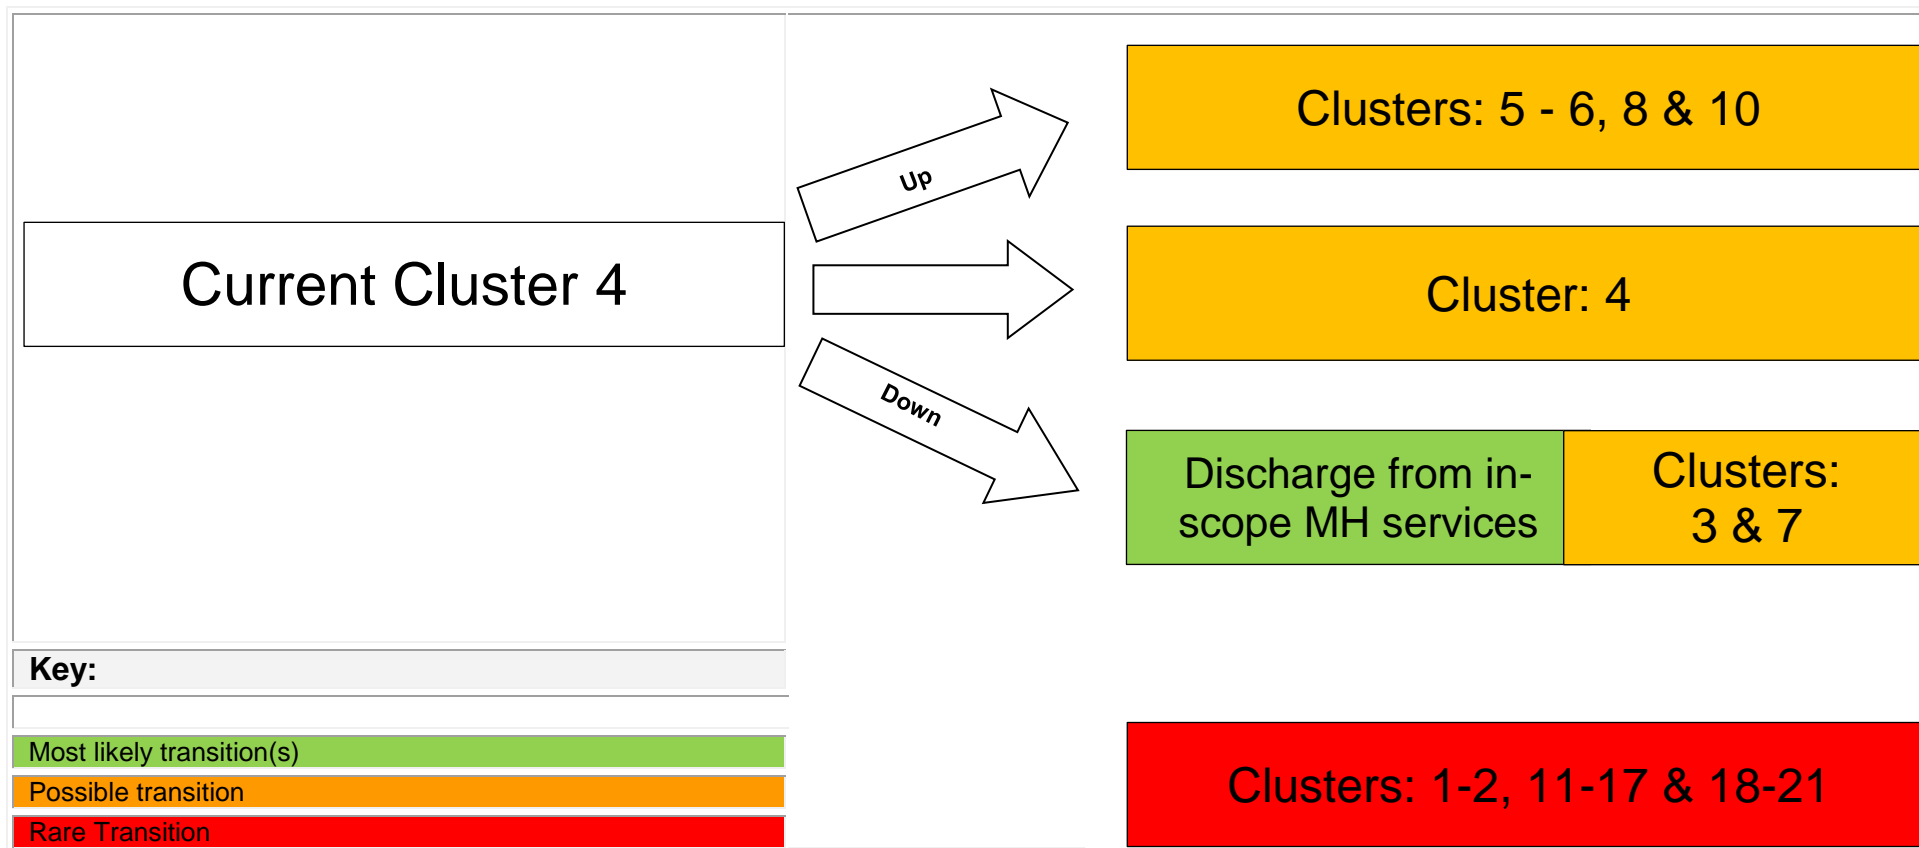 Clusters: 5 - 6, 8 & 10
Up
Current Cluster 4
Cluster: 4
Down
Discharge from in-
scope MH services
Clusters:
3 & 7
Key:
Most likely transition(s)
Possible transition
Rare Transition
Clusters: 1-2, 11-17 & 18-21